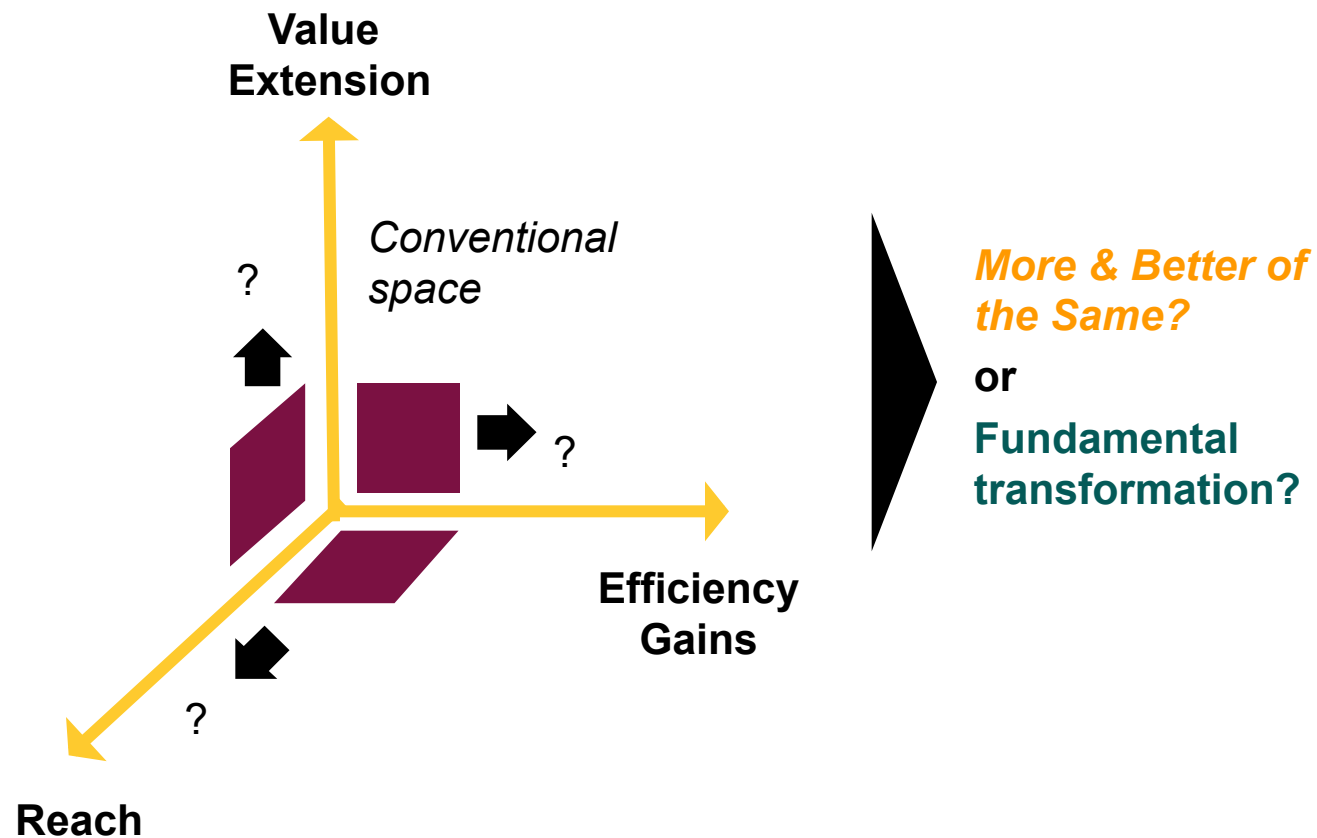 Value
Extension
Conventional
space
?
?
?
Efficiency
Gains
Reach
More & Better of
the Same?
or
Fundamental
transformation?